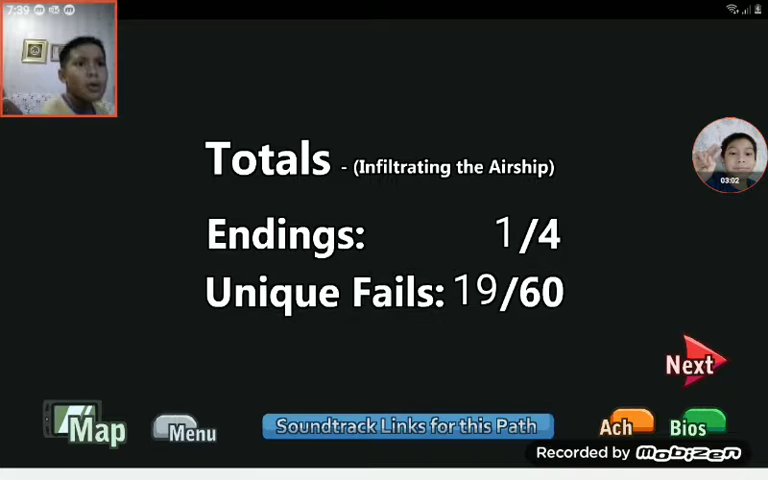 7:39
Totals - (Infiltrating the Airship)
03:02
Endings: 1/4
Unique Fails: 19/60
Next
Map
Menu
Soundtrack Links for this Path
Ach
Bios
Recorded by mobizen